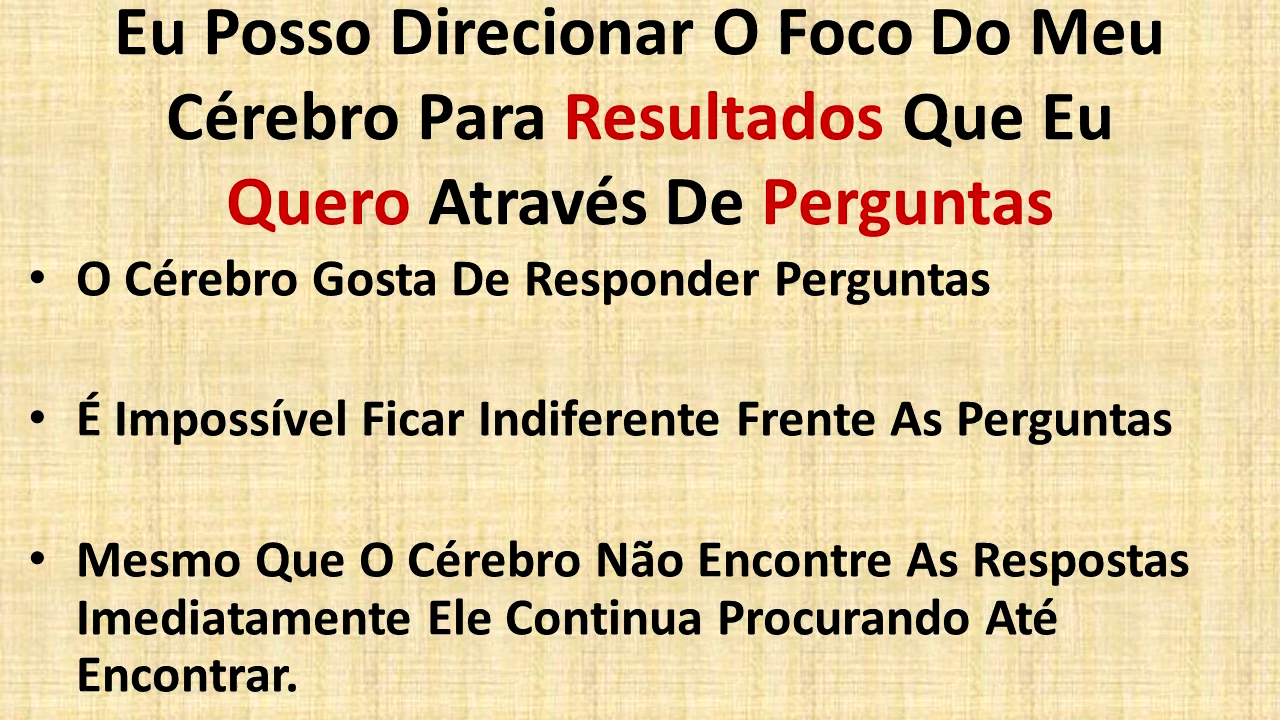 Eu Posso Direcionar O Foco Do Meu
Cérebro Para Resultados Que Eu
Quero Através De Perguntas
• O Cérebro Gosta De Responder Perguntas
• É Impossível Ficar Indiferente Frente As Perguntas
• Mesmo Que O Cérebro Não Encontre As Respostas
Imediatamente Ele Continua Procurando Até
Encontrar.